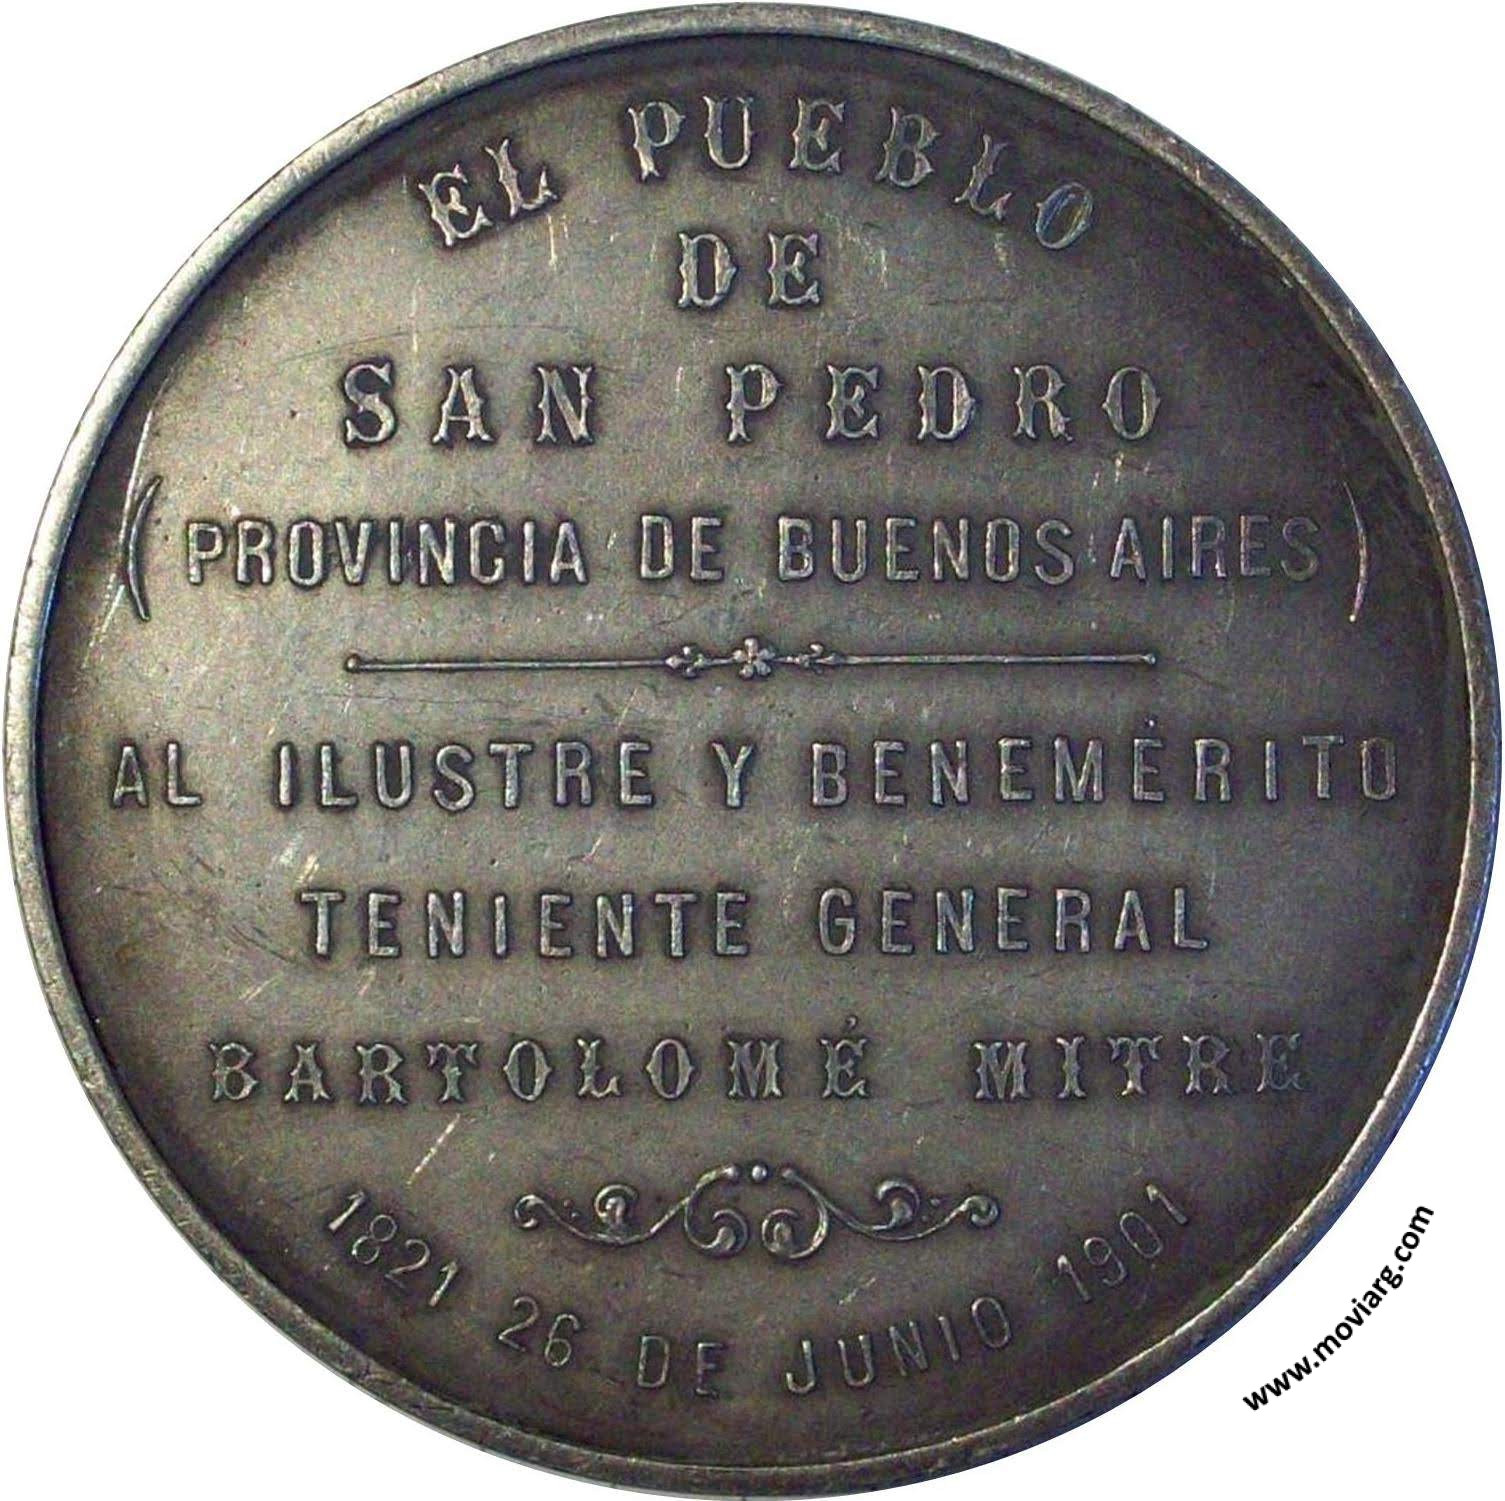 EL PUEBLO
DE
SAN PEDRO
(PROVINCIA DE BUENOS AIRES)
AL ILUSTRE Y BENEMÉRITO
TENIENTE GENERAL
BARTOLOMÉ MITRE
1821 26 DE JUNIO 1901
www.moviarg.com